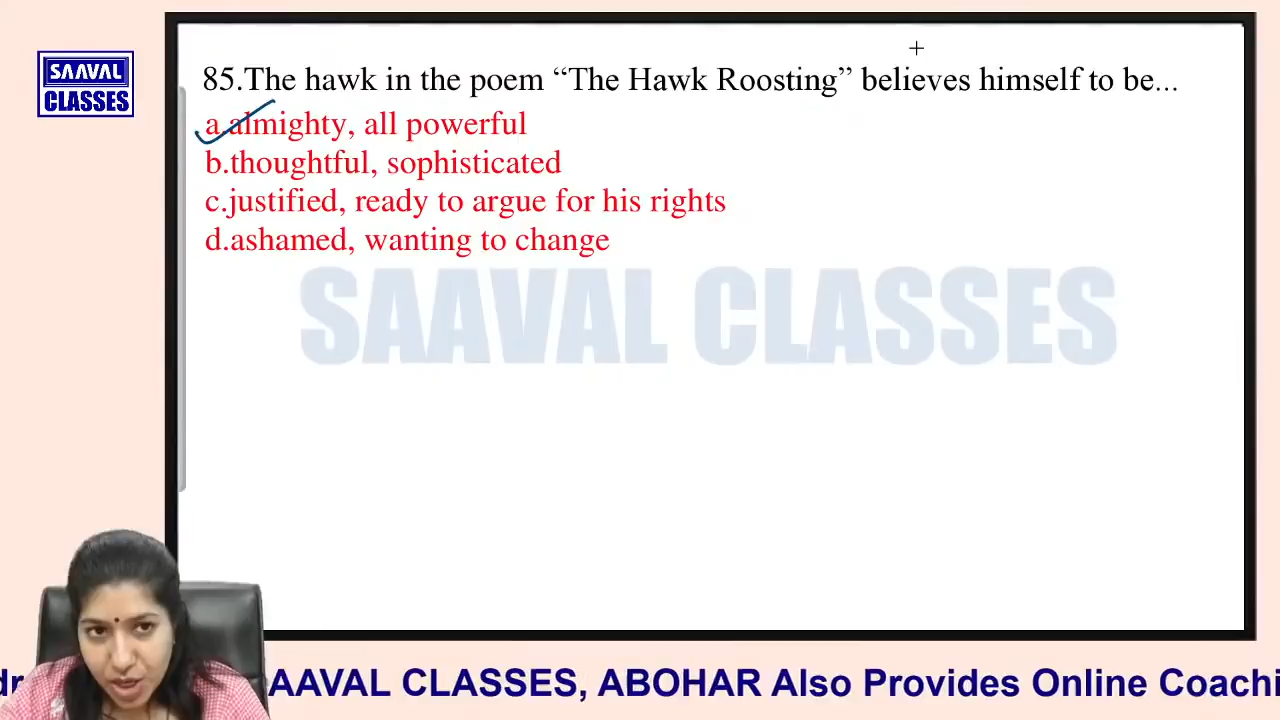 SAAVAL
CLASSES
85.The hawk in the poem “The Hawk Roosting” believes himself to be...
a.almighty, all powerful
b.thoughtful, sophisticated
c.justified, ready to argue for his rights
d.ashamed, wanting to change
SAAVAL CLASSES
SAAVAL CLASSES, ABOHAR Also Provides Online